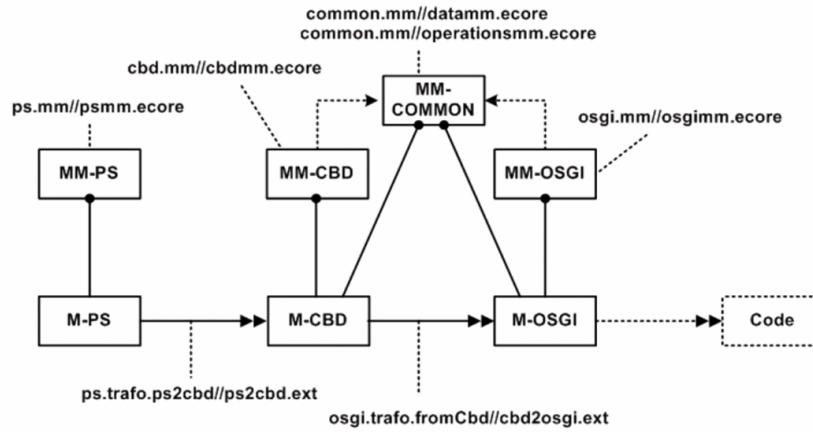 common.mm//datamm.ecore
common.mm//operationsmm.ecore
cbd.mm//cbdmm.ecore
MM-
COMMON
ps.mm//psmm.ecore
osgi.mm//osgimm.ecore
MM-PS
MM-CBD
MM-OSGI
M-PS
M-CBD
M-OSGI
Code
ps.trafo.ps2cbd//ps2cbd.ext
osgi.trafo.fromCbd//cbd2osgi.ext